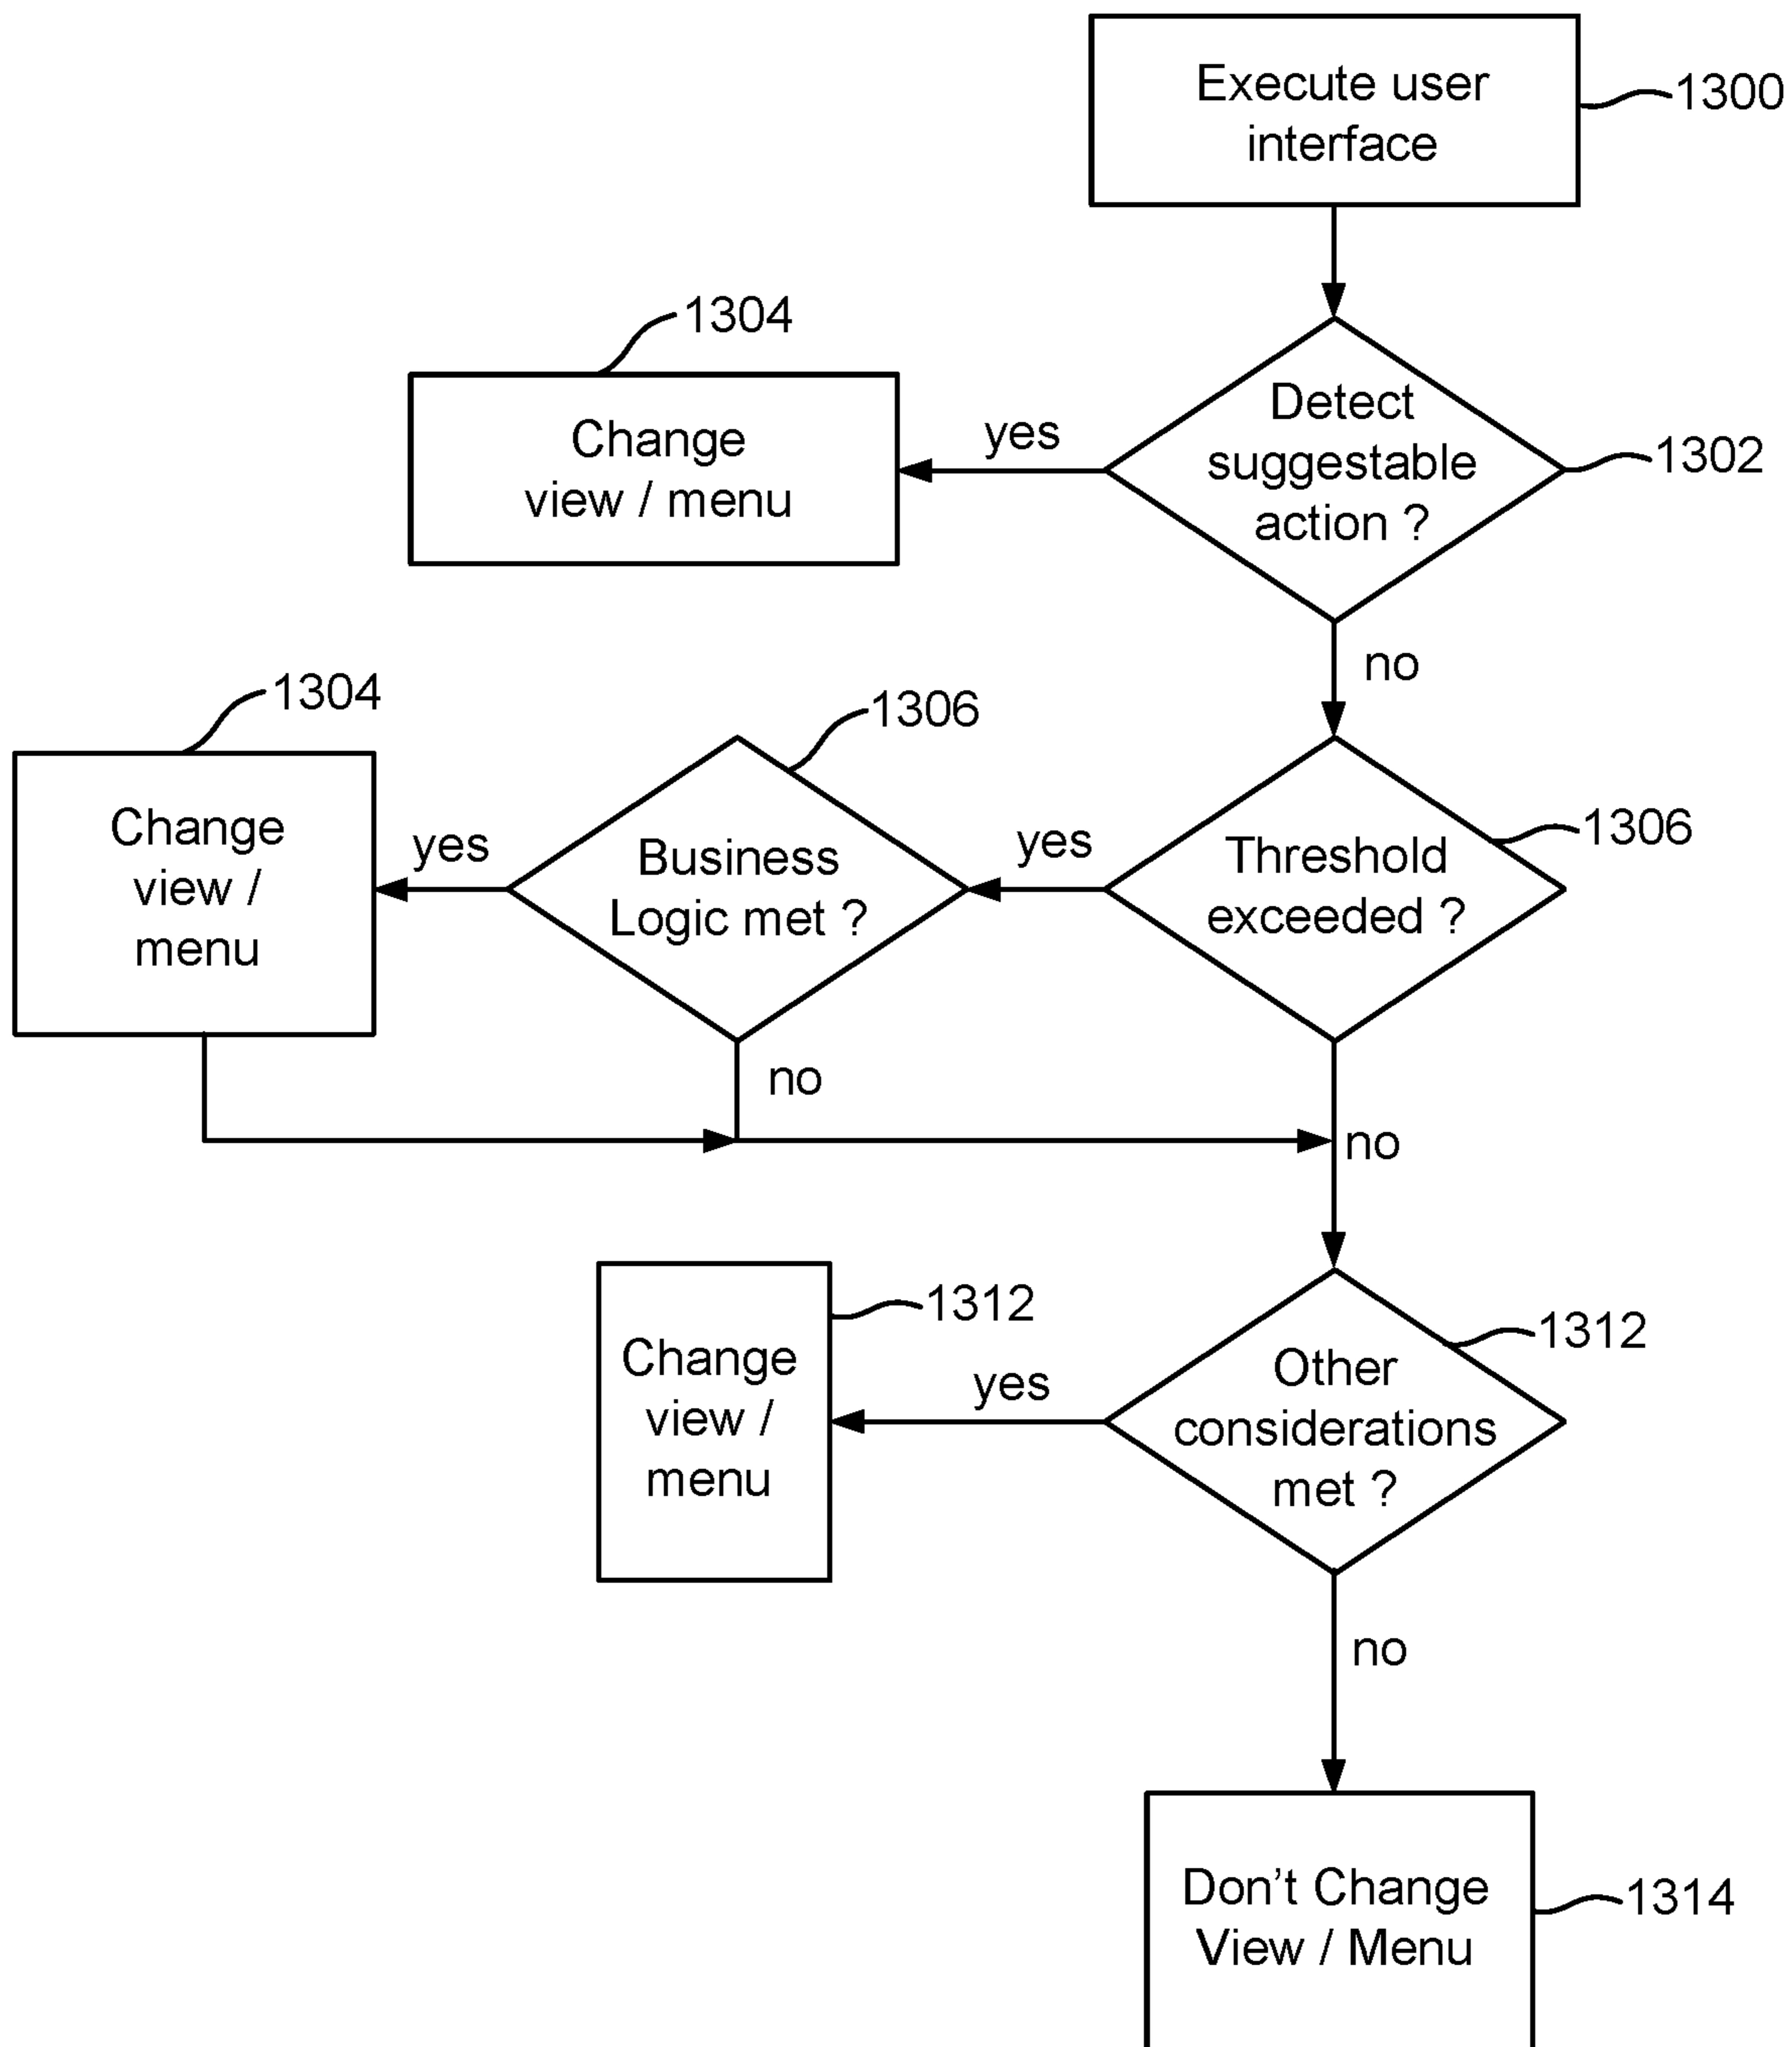 Execute user
interface
1300
1304
Change
view / menu
yes
Detect
suggestable
action ?
1302
no
1304
Change
view /
menu
yes
1306
Business
Logic met ?
yes
1306
Threshold
exceeded ?
no
no
1312
Change
view /
menu
yes
1312
Other
considerations
met ?
no
Don't Change
View / Menu
1314